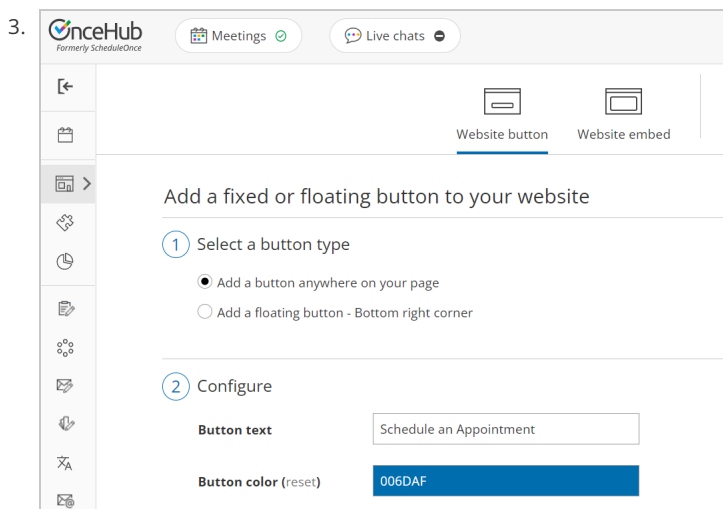 3.
OnceHub
Formerly ScheduleOnce
Meetings
Live chats
Website button
Website embed
Add a fixed or floating button to your website
1 Select a button type
Add a button anywhere on your page
Add a floating button - Bottom right corner
2 Configure
Button text
Schedule an Appointment
Button color (reset)
006DAF